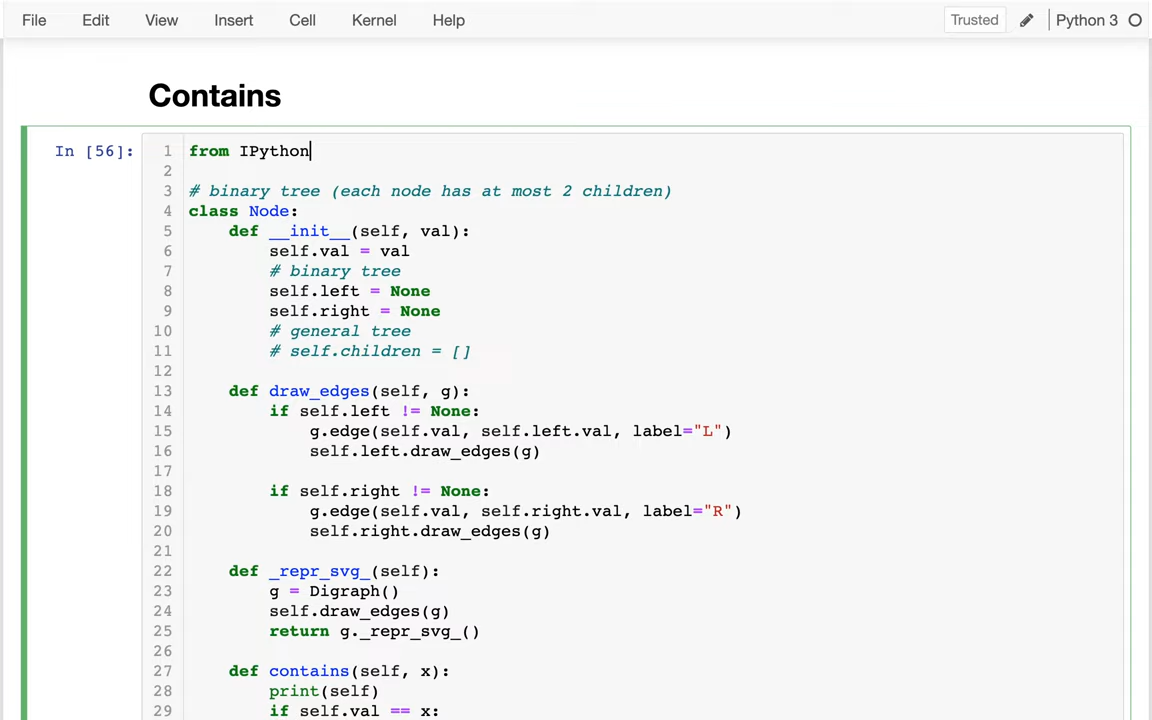 File Edit View Insert Cell Kernel Help Trusted Python 3
Contains
In [56]:
1 from IPython
2
3 # binary tree (each node has at most 2 children)
4 class Node:
5     def __init__(self, val):
6         self.val = val
7         # binary tree
8         self.left = None
9         self.right = None
10         # general tree
11         # self.children = []
12
13     def draw_edges(self, g):
14         if self.left != None:
15             g.edge(self.val, self.left.val, label="L")
16             self.left.draw_edges(g)
17
18         if self.right != None:
19             g.edge(self.val, self.right.val, label="R")
20             self.right.draw_edges(g)
21
22     def _repr_svg_(self):
23         g = Digraph()
24         self.draw_edges(g)
25         return g._repr_svg_()
26
27     def contains(self, x):
28         print(self)
29         if self.val == x: